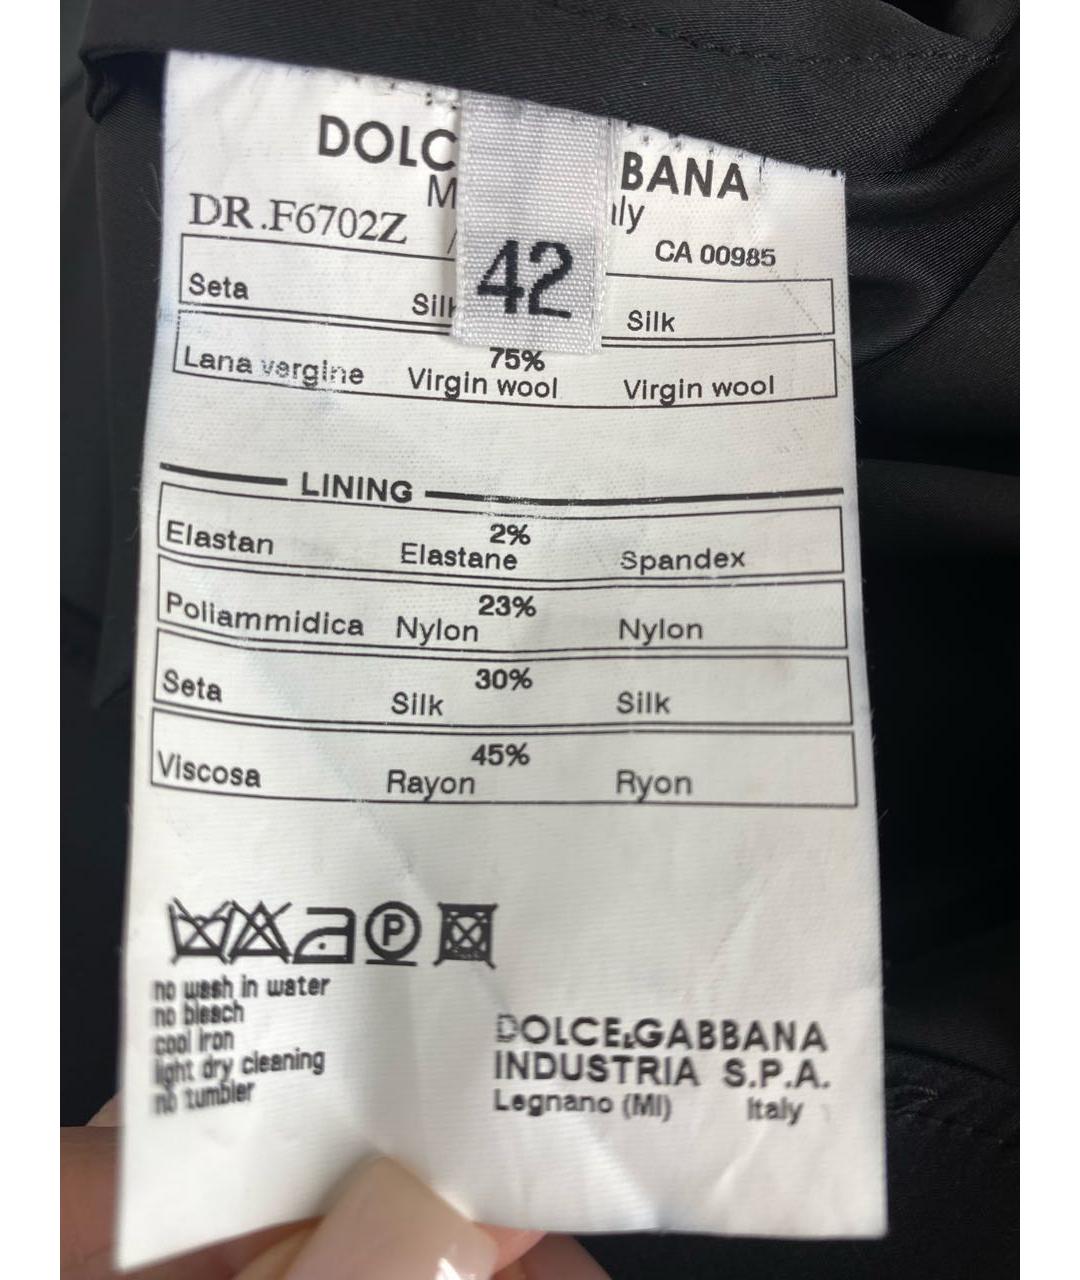 DOLC BANA
M ly
DR.F6702Z
CA 00985
42
Seta Silk Silk
75%
Lana vergine Virgin wool Virgin wool
LINING
2%
Elastan Elastane Spandex
23%
Poliammidica Nylon Nylon
30%
Seta Silk Silk
45%
Viscosa Rayon Ryon
P
no wash in water
no bleach
cool iron
light dry cleaning
no tumbler
DOLCE&GABBANA
INDUSTRIA S.P.A.
Legnano (MI) Italy